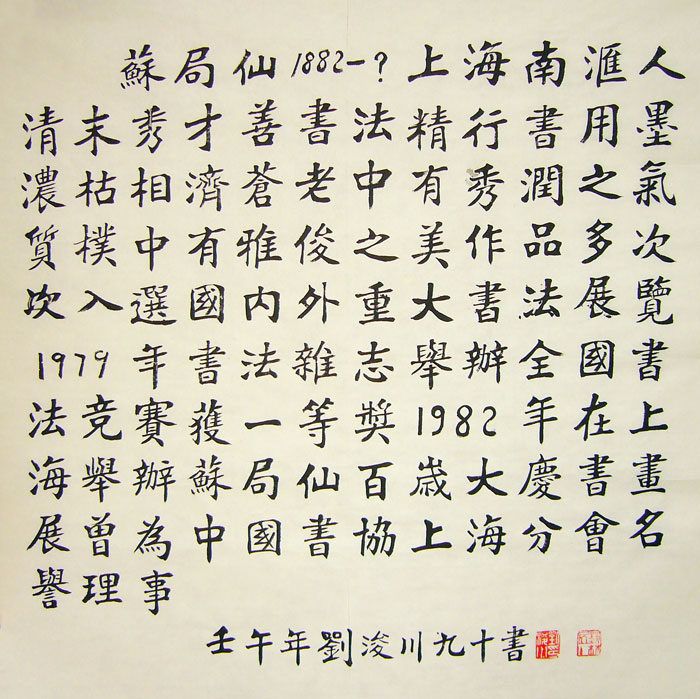 蘇局仙 1882-? 上海南滙人
清末秀才善書法精行書用墨
濃枯相濟蒼老中有秀潤之氣
質樸中有雅俊之美作品多次
入選國内外重大書法展覽
1979年書法雜志舉辦全國書
法竞賽獲一等獎1982年在上
海舉辦蘇局仙百歲大慶書畫
展曾為中國書協上海分會名
譽理事
壬午年劉浚川九十書